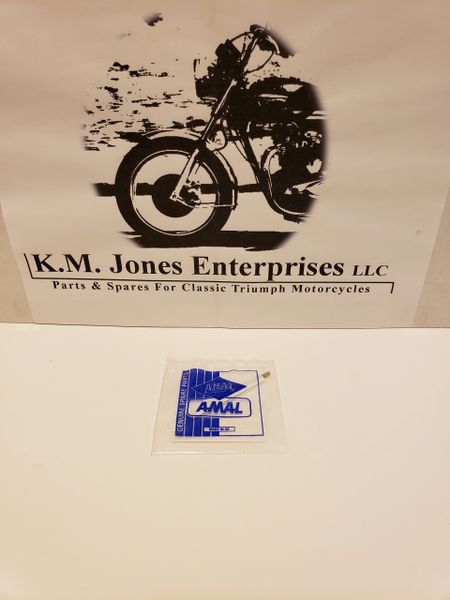 K.M. Jones Enterprises LLC
Parts & Spares For Classic Triumph Motorcycles
GENUINE SPARE PARTS
AMAL
AMAL